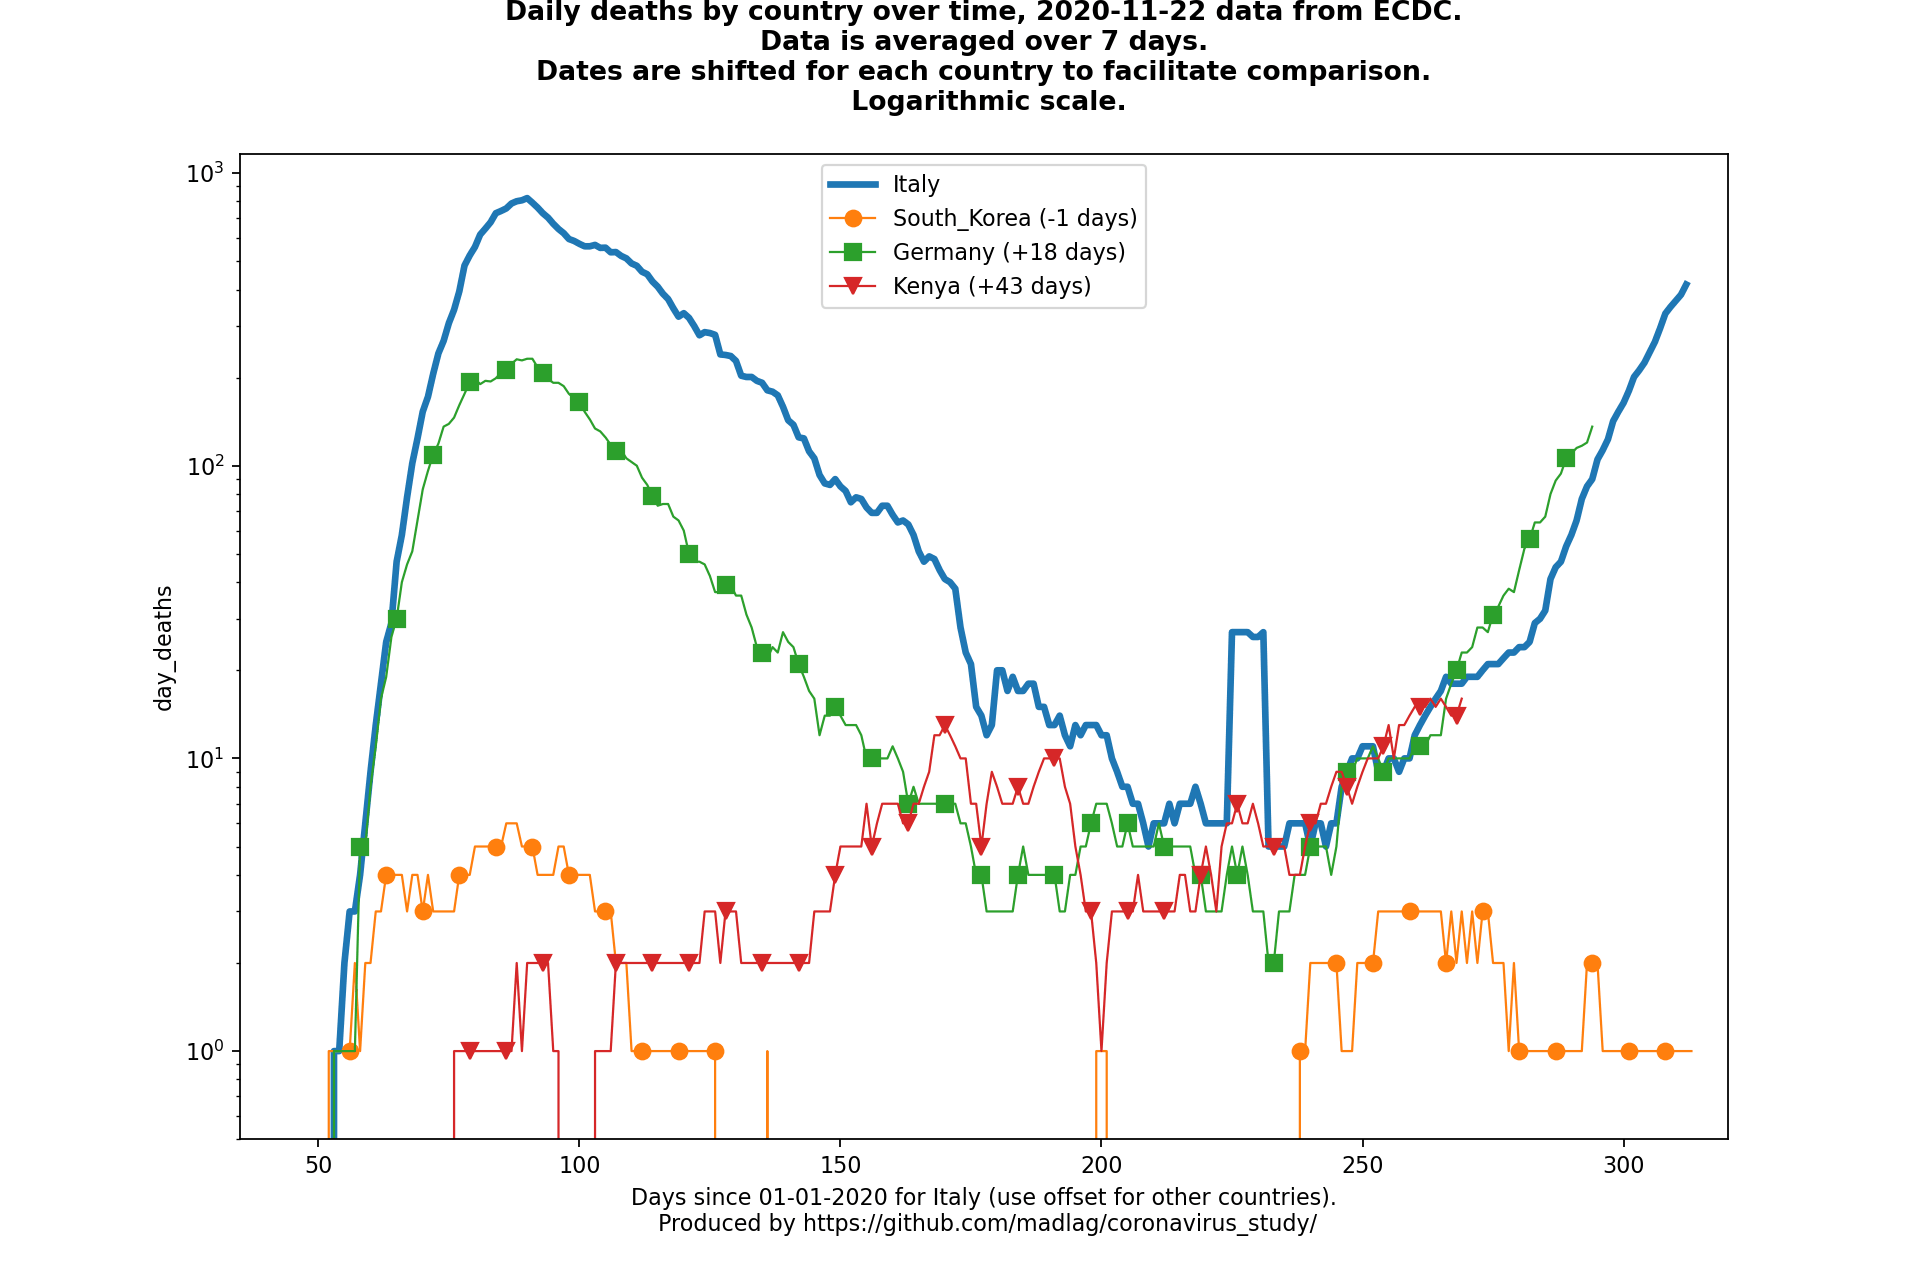 Daily deaths by country over time, 2020-11-22 data from ECDC.
Data is averaged over 7 days.
Dates are shifted for each country to facilitate comparison.
Logarithmic scale.
10³
10²
10¹
10⁰
day_deaths
Italy
South_Korea (-1 days)
Germany (+18 days)
Kenya (+43 days)
50 100 150 200 250 300
Days since 01-01-2020 for Italy (use offset for other countries).
Produced by https://github.com/madlag/coronavirus_study/